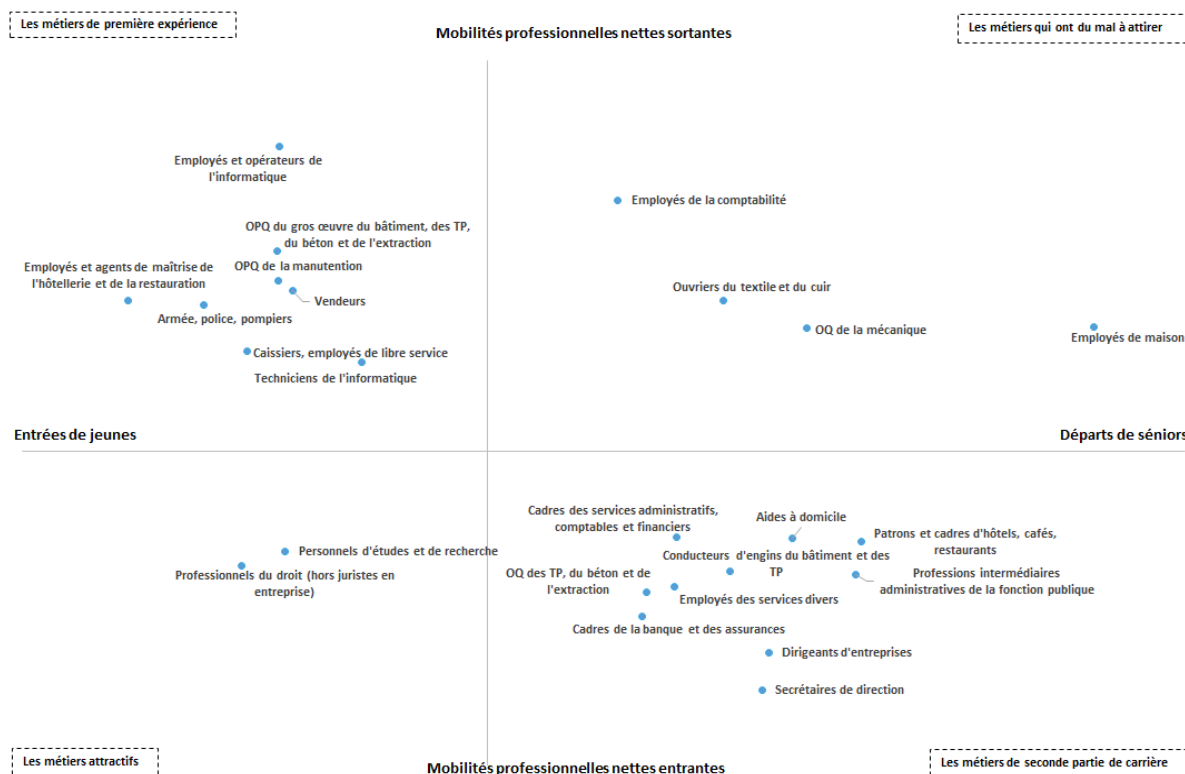 Les métiers de première expérience
Mobilités professionnelles nettes sortantes
Les métiers qui ont du mal à attirer
Employés et opérateurs de
l'informatique
Employés de la comptabilité
OPQ du gros œuvre du bâtiment, des TP,
du béton et de l'extraction
Employés et agents de maîtrise de
l'hôtellerie et de la restauration
OPQ de la manutention
Vendeurs
Armée, police, pompiers
Ouvriers du textile et du cuir
OQ de la mécanique
Employés de maison
Caissiers, employés de libre service
Techniciens de l'informatique
Entrées de jeunes
Départs de séniors
Cadres des services administratifs,
comptables et financiers
Aides à domicile
Patrons et cadres d'hôtels, cafés,
restaurants
Personnels d'études et de recherche
Conducteurs d'engins du bâtiment et des
TP
Professionnels du droit (hors juristes en
entreprise)
OQ des TP, du béton et de
l'extraction
Professions intermédiaires
administratives de la fonction publique
Employés des services divers
Cadres de la banque et des assurances
Dirigeants d'entreprises
Secrétaires de direction
Les métiers attractifs
Mobilités professionnelles nettes entrantes
Les métiers de seconde partie de carrière